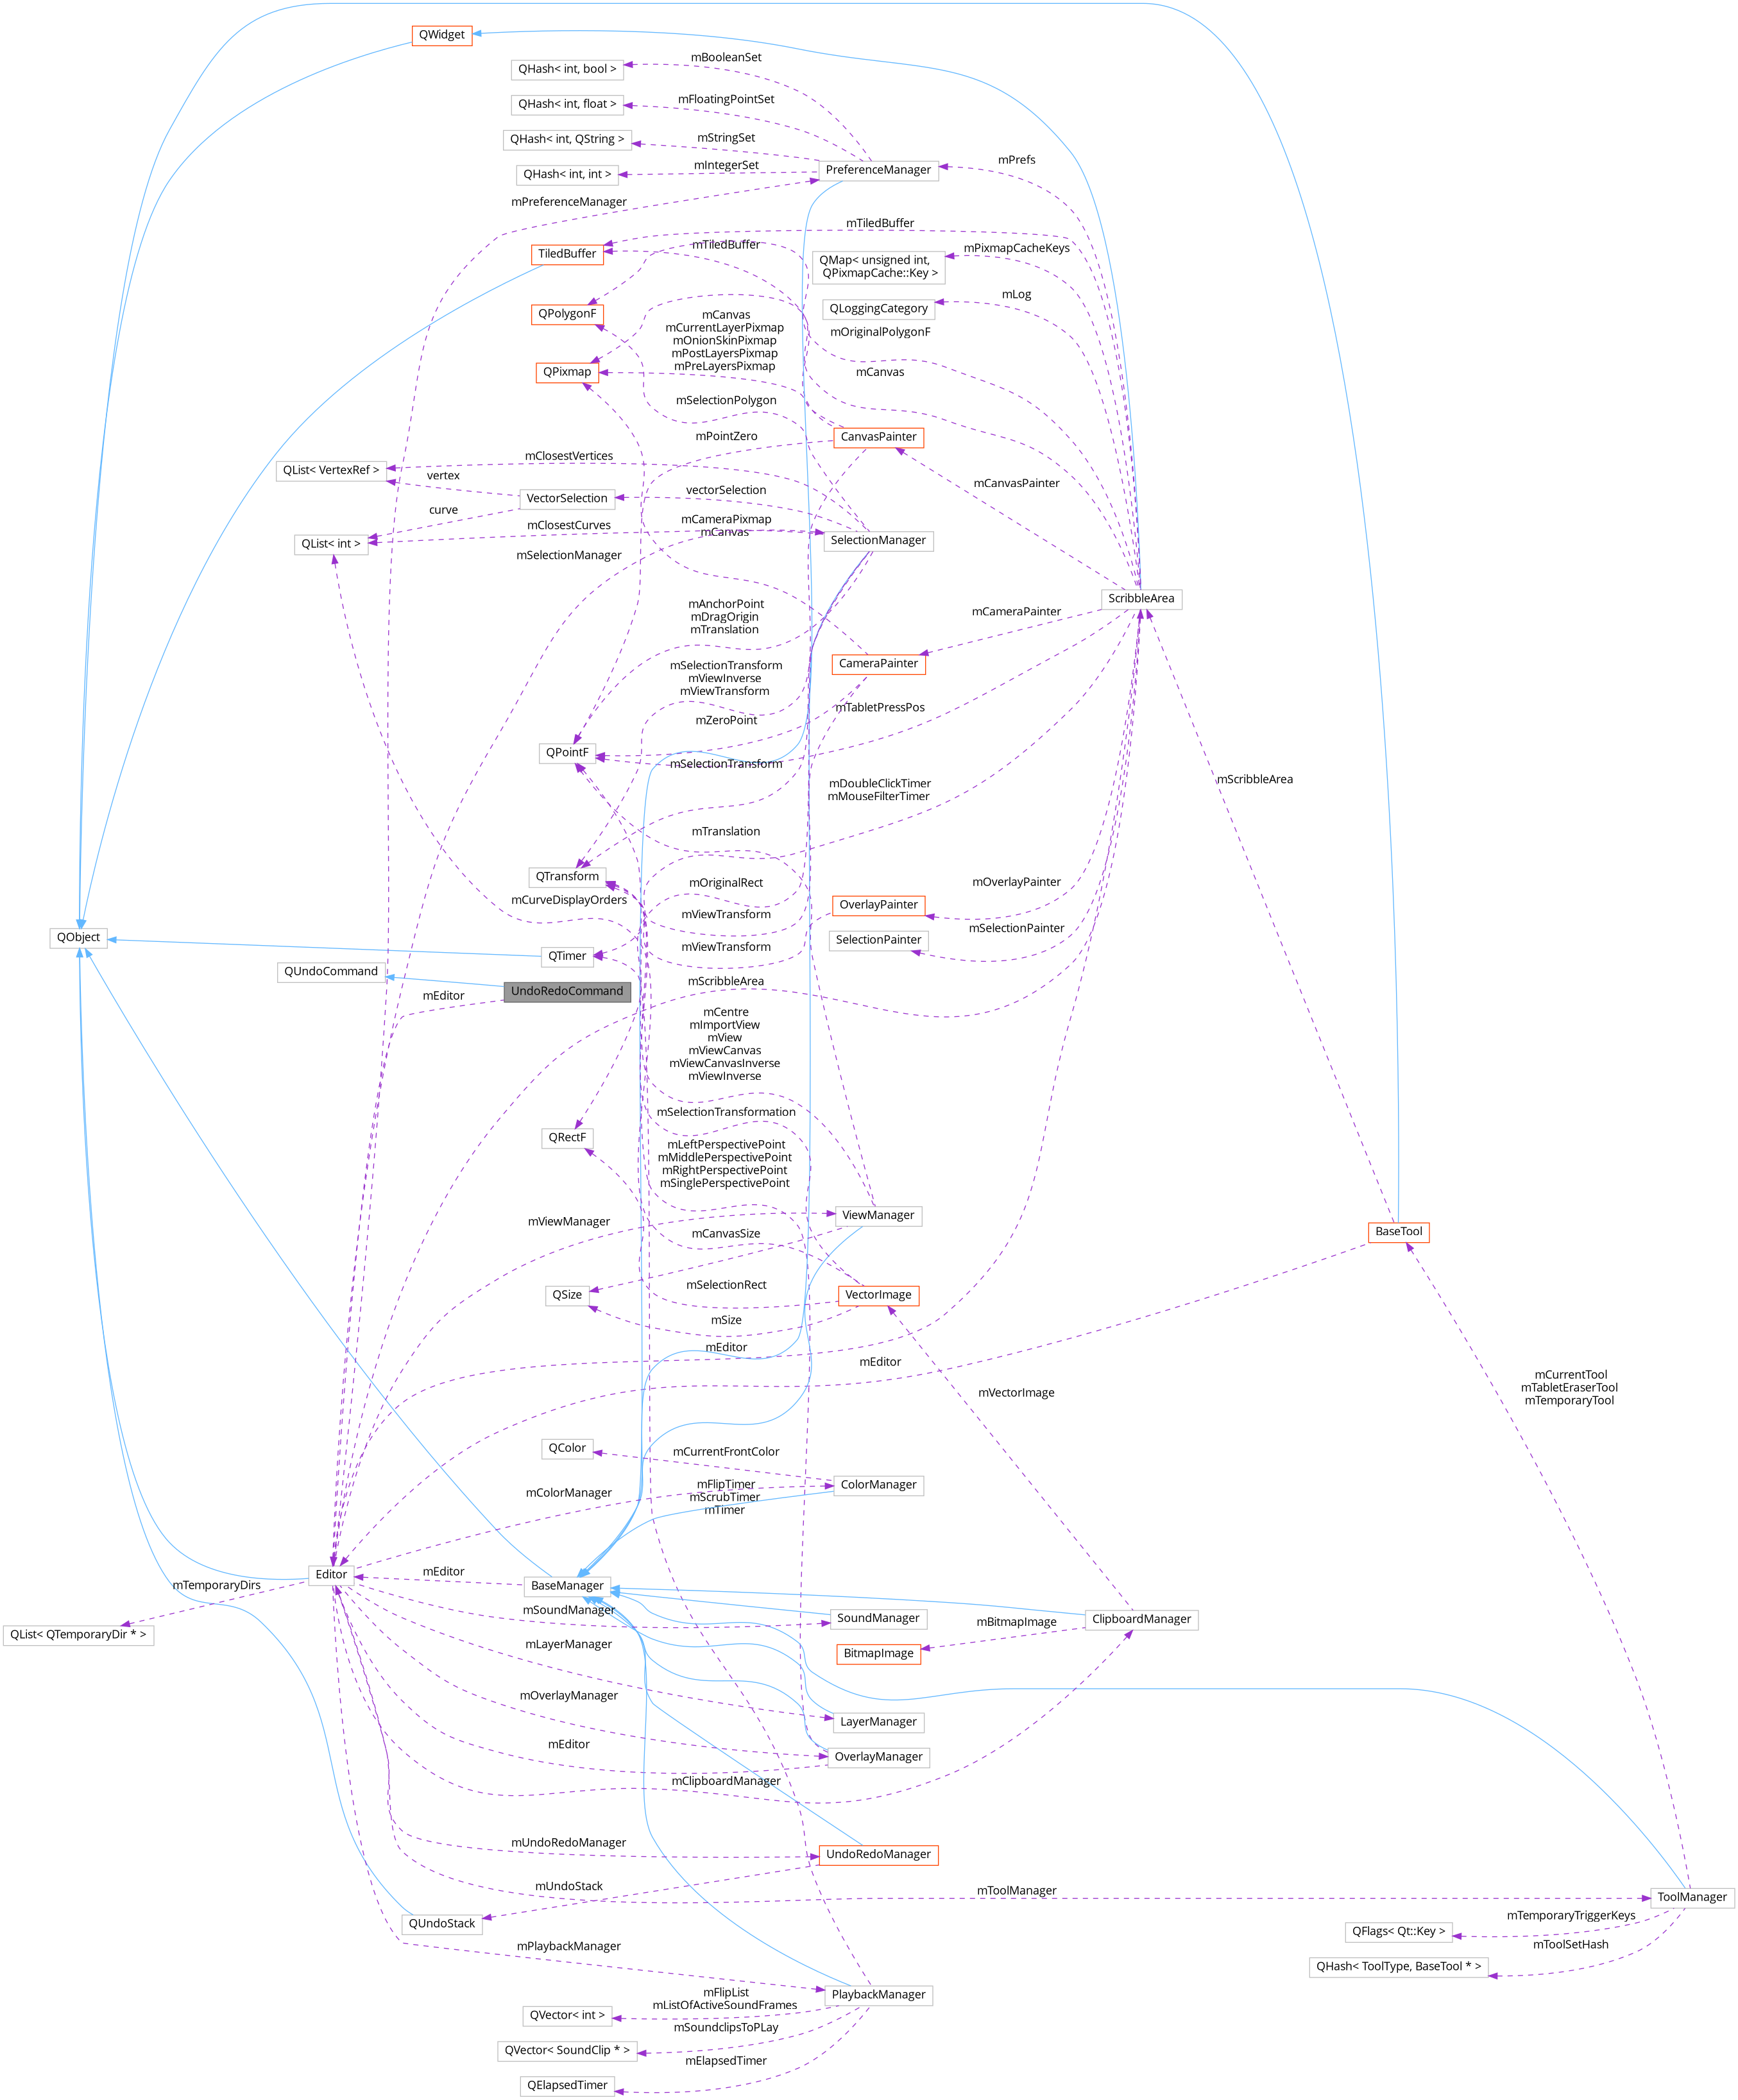 QWidget
mBooleanSet
QHash< int, bool >
mFloatingPointSet
QHash< int, float >
mStringSet
QHash< int, QString >
mPrefs
mIntegerSet
PreferenceManager
QHash< int, int >
mPreferenceManager
mTiledBuffer
mTiledBuffer
mPixmapCacheKeys
TiledBuffer
QMap< unsigned int,
QPixmapCache::Key >
mLog
QPolygonF
QLoggingCategory
mCanvas
mCurrentLayerPixmap
mOnionSkinPixmap
mPostLayersPixmap
mPreLayersPixmap
mOriginalPolygonF
QPixmap
mCanvas
mSelectionPolygon
mPointZero
CanvasPainter
mClosestVertices
QList< VertexRef >
vertex
mCanvasPainter
vectorSelection
VectorSelection
curve
mClosestCurves
mCameraPixmap
mCanvas
QList< int >
SelectionManager
mSelectionManager
ScribbleArea
mAnchorPoint
mDragOrigin
mTranslation
mCameraPainter
mSelectionTransform
mViewInverse
mViewTransform
CameraPainter
mTabletPressPos
mZeroPoint
QPointF
mSelectionTransform
mScribbleArea
mDoubleClickTimer
mMouseFilterTimer
mTranslation
QTransform
mOriginalRect
mOverlayPainter
mCurveDisplayOrders
OverlayPainter
mViewTransform
mSelectionPainter
QObject
SelectionPainter
mViewTransform
QTimer
QUndoCommand
mScribbleArea
UndoRedoCommand
mEditor
mCentre
mImportView
mView
mViewCanvas
mViewCanvasInverse
mViewInverse
mSelectionTransformation
QRectF
mLeftPerspectivePoint
mMiddlePerspectivePoint
mRightPerspectivePoint
mSinglePerspectivePoint
ViewManager
mViewManager
mCanvasSize
BaseTool
mSelectionRect
QSize
VectorImage
mSize
mEditor
mEditor
mCurrentTool
mTabletEraserTool
mTemporaryTool
mVectorImage
QColor
mCurrentFrontColor
ColorManager
mColorManager
mFlipTimer
mScrubTimer
mTimer
Editor
mEditor
BaseManager
mTemporaryDirs
mSoundManager
SoundManager
ClipboardManager
QList< QTemporaryDir * >
mBitmapImage
BitmapImage
mLayerManager
mOverlayManager
LayerManager
mEditor
OverlayManager
mClipboardManager
mUndoRedoManager
UndoRedoManager
mUndoStack
mToolManager
ToolManager
QUndoStack
mTemporaryTriggerKeys
QFlags< Qt::Key >
mPlaybackManager
mToolSetHash
QHash< ToolType, BaseTool * >
PlaybackManager
mFlipList
mListOfActiveSoundFrames
QVector< int >
mSoundclipsToPLay
QVector< SoundClip * >
mElapsedTimer
QElapsedTimer